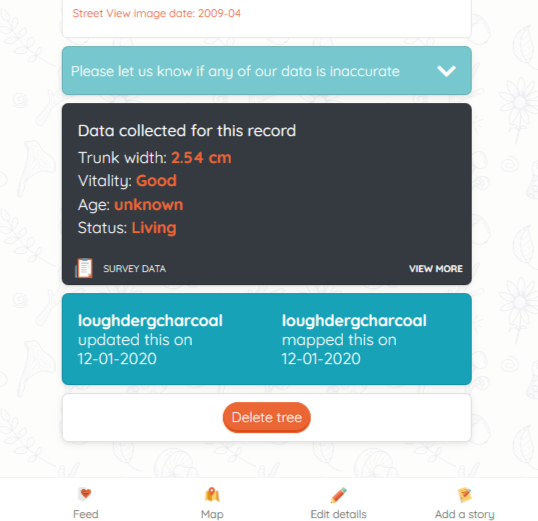 Street View image date: 2009-04
Please let us know if any of our data is inaccurate
Data collected for this record
Trunk width: 2.54 cm
Vitality: Good
Age: unknown
Status: Living
SURVEY DATA
VIEW MORE
loughdergcharcoal
updated this on
12-01-2020
loughdergcharcoal
mapped this on
12-01-2020
Delete tree
Feed
Map
Edit details
Add a story